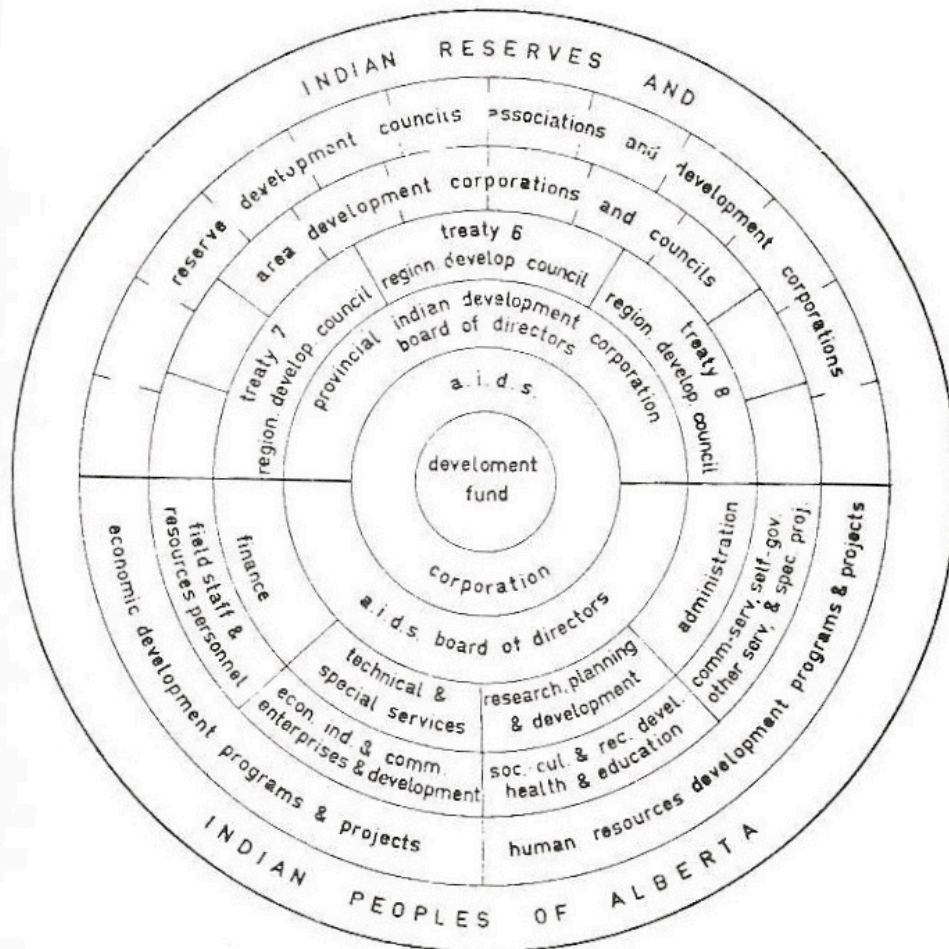 INDIAN RESERVES AND
reserve development councils associations and development corporations
area development corporations and councils
treaty 7
region. develop. council
treaty 6
region. develop council
treaty 8
region. develop. council
provincial indian development corporation
board of directors
a.i.d.s.
develoment
fund
corporation
a.i.d.s. board of directors
finance
technical &
special services
research, planning
& development
administration
field staff &
resources personnel
econ. ind. & comm.
enterprises & development
soc.-cul. & rec. devel.
health & education
comm-serv, self-gov.
other serv, & spec. proj.
economic development programs & projects
human resources development programs & projects
INDIAN PEOPLES OF ALBERTA